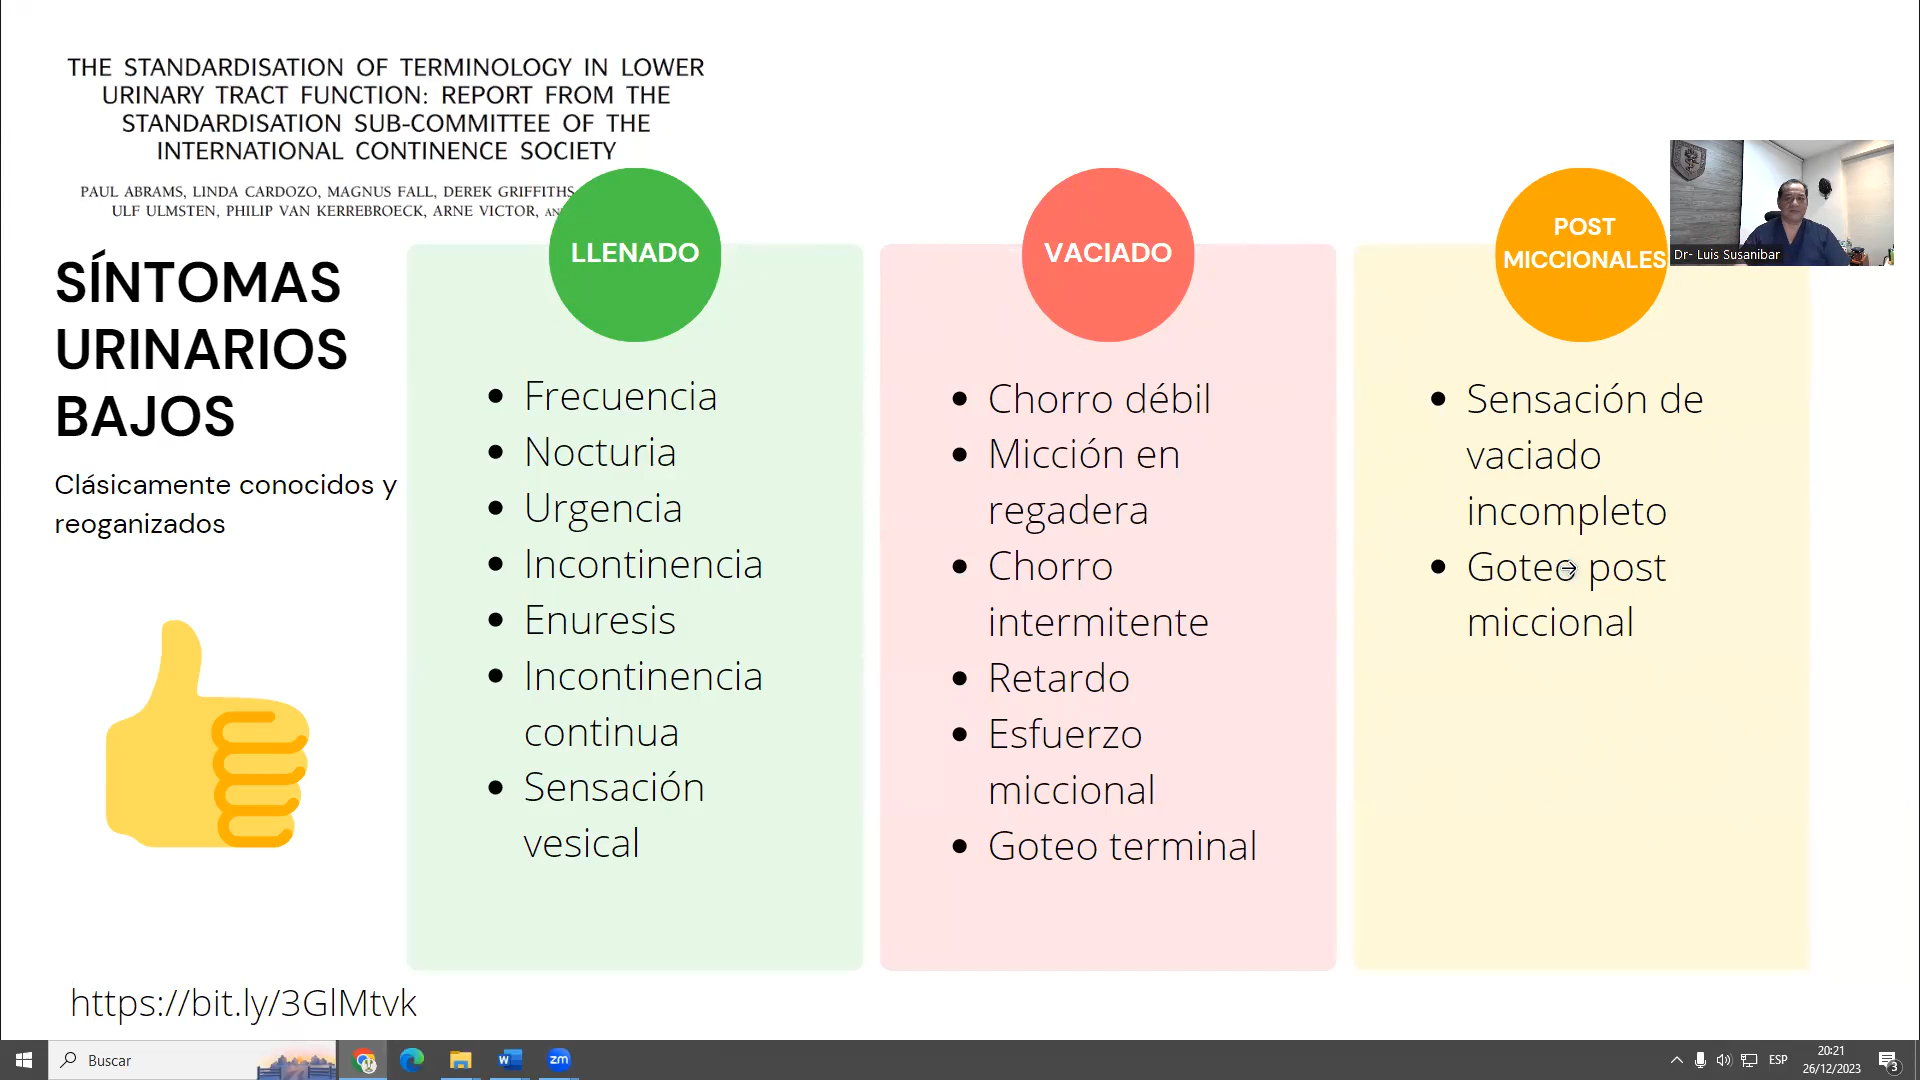 THE STANDARDISATION OF TERMINOLOGY IN LOWER
URINARY TRACT FUNCTION: REPORT FROM THE
STANDARDISATION SUB-COMMITTEE OF THE
INTERNATIONAL CONTINENCE SOCIETY
PAUL ABRAMS, LINDA CARDOZO, MAGNUS FALL, DEREK GRIFFITHS,
ULF ULMSTEN, PHILIP VAN KERREBROECK, ARNE VICTOR,
SÍNTOMAS
URINARIOS
BAJOS
Clásicamente conocidos y
reoganizados
LLENADO
Frecuencia
Nocturia
Urgencia
Incontinencia
Enuresis
Incontinencia
continua
Sensación
vesical
VACIADO
Chorro débil
Micción en
regadera
Chorro
intermitente
Retardo
Esfuerzo
miccional
Goteo terminal
POST
MICCIONALES
Sensación de
vaciado
incompleto
Goteo post
miccional
Dr- Luis Susanibar
https://bit.ly/3GlMtvk
Buscar
zm
ESP
20:21
26/12/2023
3